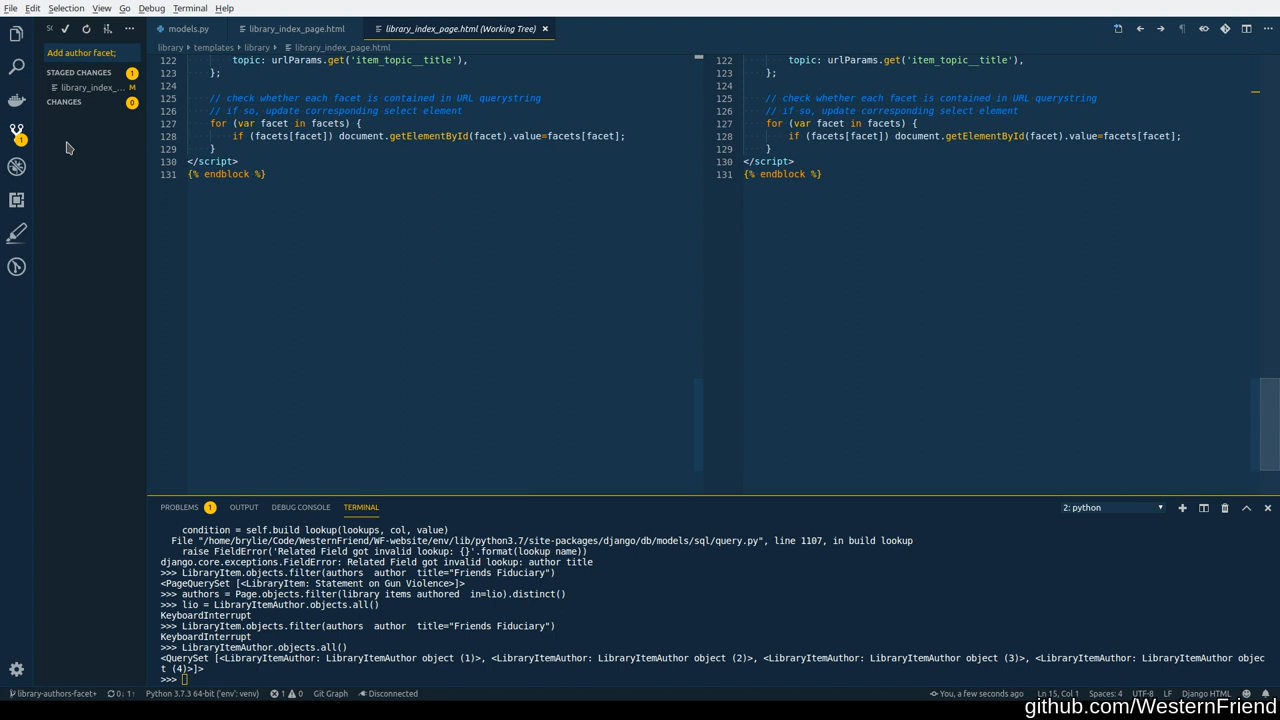 File Edit Selection View Go Debug Terminal Help
models.py library_index_page.html library_index_page.html (Working Tree) ×
library › templates › library › library_index_page.html
Add author facet;
STAGED CHANGES 1
library_index_... M
CHANGES 0
1
122 topic: urlParams.get('item_topic__title'),
123 };
124
125 // check whether each facet is contained in URL querystring
126 // if so, update corresponding select element
127 for (var facet in facets) {
128 if (facets[facet]) document.getElementById(facet).value=facets[facet];
129 }
130 </script>
131 {% endblock %}
122 topic: urlParams.get('item_topic__title'),
123 };
124
125 // check whether each facet is contained in URL querystring
126 // if so, update corresponding select element
127 for (var facet in facets) {
128 if (facets[facet]) document.getElementById(facet).value=facets[facet];
129 }
130 </script>
131 {% endblock %}
PROBLEMS 1 OUTPUT DEBUG CONSOLE TERMINAL 2: python
condition = self.build lookup(lookups, col, value)
File "/home/brylie/Code/WesternFriend/WF-website/env/lib/python3.7/site-packages/django/db/models/sql/query.py", line 1107, in build lookup
raise FieldError('Related Field got invalid lookup: {}'.format(lookup name))
django.core.exceptions.FieldError: Related Field got invalid lookup: author title
>>> LibraryItem.objects.filter(authors  author  title="Friends Fiduciary")
<PageQuerySet [<LibraryItem: Statement on Gun Violence>]>
>>> authors = Page.objects.filter(library items authored  in=lio).distinct()
>>> lio = LibraryItemAuthor.objects.all()
KeyboardInterrupt
>>> LibraryItem.objects.filter(authors  author  title="Friends Fiduciary")
KeyboardInterrupt
>>> LibraryItemAuthor.objects.all()
<QuerySet [<LibraryItemAuthor: LibraryItemAuthor object (1)>, <LibraryItemAuthor: LibraryItemAuthor object (2)>, <LibraryItemAuthor: LibraryItemAuthor object (3)>, <LibraryItemAuthor: LibraryItemAuthor objec
t (4)>]>
>>>
library-authors-facet+ 0↓ 1↑ Python 3.7.3 64-bit ('env': venv) 1 0 Git Graph Disconnected You, a few seconds ago Ln 15, Col 1 Spaces: 4 UTF-8 LF Django HTML
github.com/WesternFriend